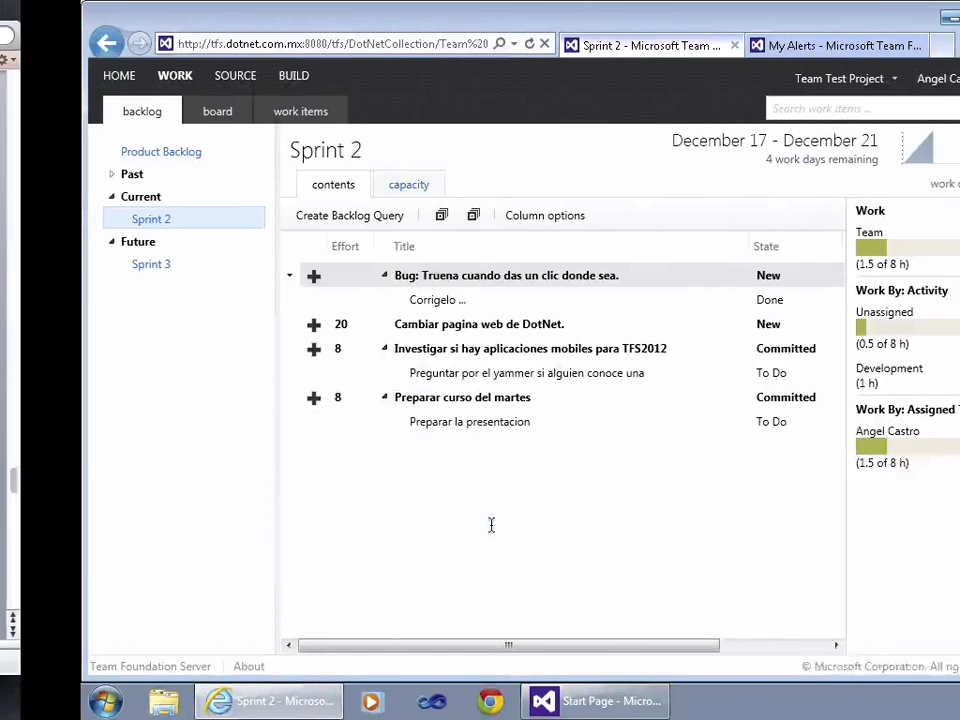 http://tfs.dotnet.com.mx:8080/tfs/DotNetCollection/Team%20
Sprint 2 - Microsoft Team ...
My Alerts - Microsoft Team F...
HOME WORK SOURCE BUILD
Team Test Project
Angel Ca
backlog board work items
Search work items ...
Product Backlog
Past
Current
Sprint 2
Future
Sprint 3
Sprint 2
December 17 - December 21
4 work days remaining
work
contents capacity
Create Backlog Query
Column options
Effort Title State
Bug: Truena cuando das un clic donde sea. New
Corrigelo ... Done
20 Cambiar pagina web de DotNet. New
8 Investigar si hay aplicaciones mobiles para TFS2012 Committed
Preguntar por el yammer si alguien conoce una To Do
8 Preparar curso del martes Committed
Preparar la presentacion To Do
Work
Team
(1.5 of 8 h)
Work By: Activity
Unassigned
(0.5 of 8 h)
Development
(1 h)
Work By: Assigned T
Angel Castro
(1.5 of 8 h)
Team Foundation Server About
© Microsoft Corporation. All rig
Sprint 2 - Microso...
Start Page - Micros...